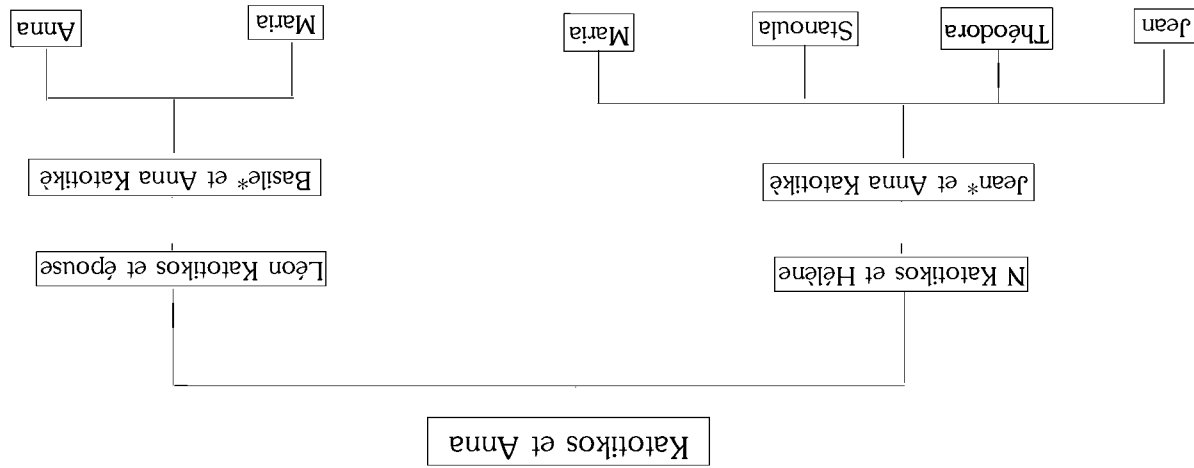 Katotikos et Anna
N Katotikos et Hélène
Léon Katotikos et épouse
Jean* et Anna Katotikè
Basile* et Anna Katotikè
Jean
Théodora
Stanoula
Maria
Maria
Anna